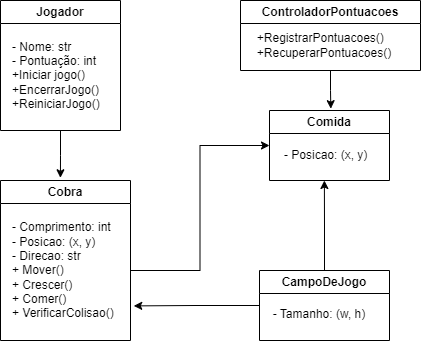 Jogador
- Nome: str
- Pontuação: int
+Iniciar jogo()
+EncerrarJogo()
+ReiniciarJogo()
ControladorPontuacoes
+RegistrarPontuacoes()
+RecuperarPontuacoes()
Comida
- Posicao: (x, y)
Cobra
- Comprimento: int
- Posicao: (x, y)
- Direcao: str
+ Mover()
+ Crescer()
+ Comer()
+ VerificarColisao()
CampoDeJogo
- Tamanho: (w, h)